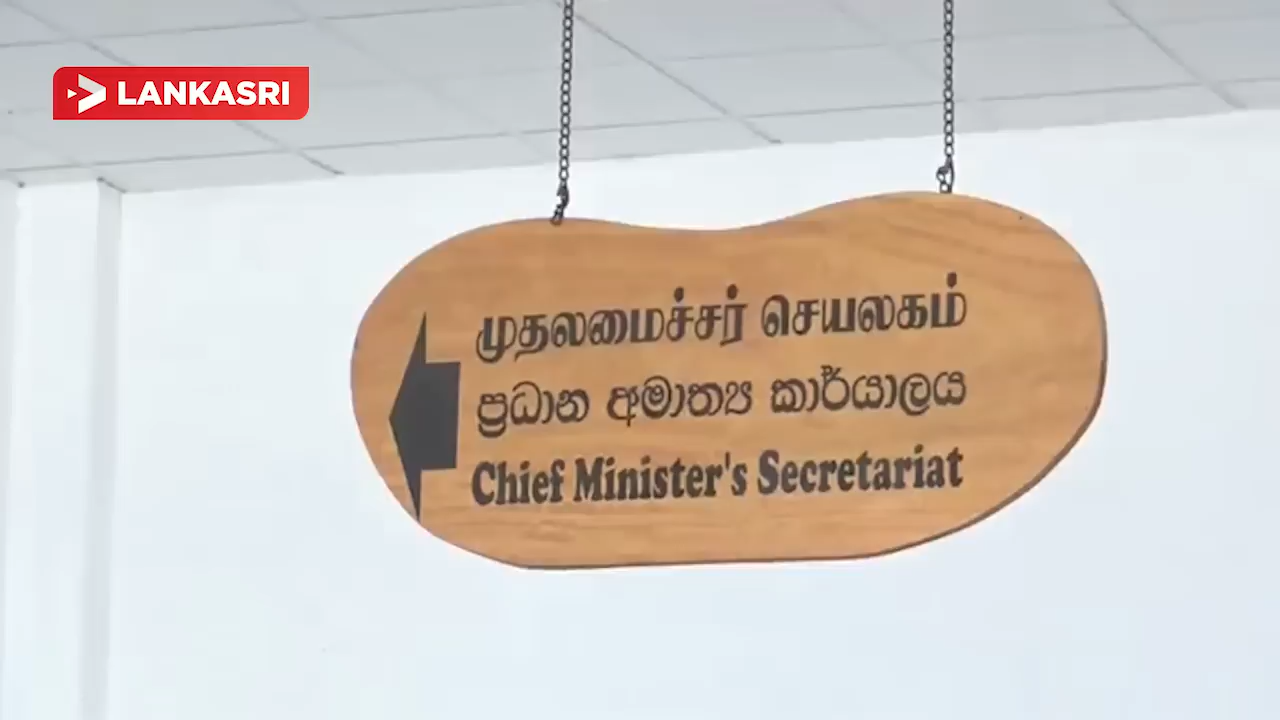 LANKASRI
முதலமைச்சர் செயலகம்
ප්‍රධාන අමාත්‍ය කාර්යාලය
Chief Minister's Secretariat